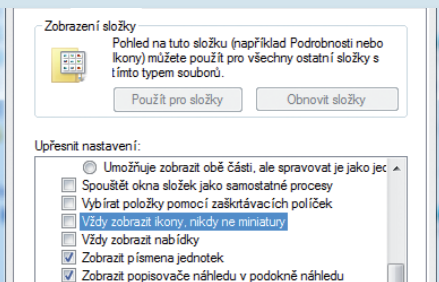 Zobrazení složky
Pohled na tuto složku (například Podrobnosti nebo
Ikony) můžete použít pro všechny ostatní složky s
tímto typem souborů.
Použít pro složky
Obnovit složky
Upřesnit nastavení:
Umožňuje zobrazit obě části, ale spravovat je jako jed
Spouštět okna složek jako samostatné procesy
Vybírat položky pomocí zaškrtávacích políček
Vždy zobrazit ikony, nikdy ne miniatury
Vždy zobrazit nabídky
Zobrazit písmena jednotek
Zobrazit popisovače náhledu v podokně náhledu